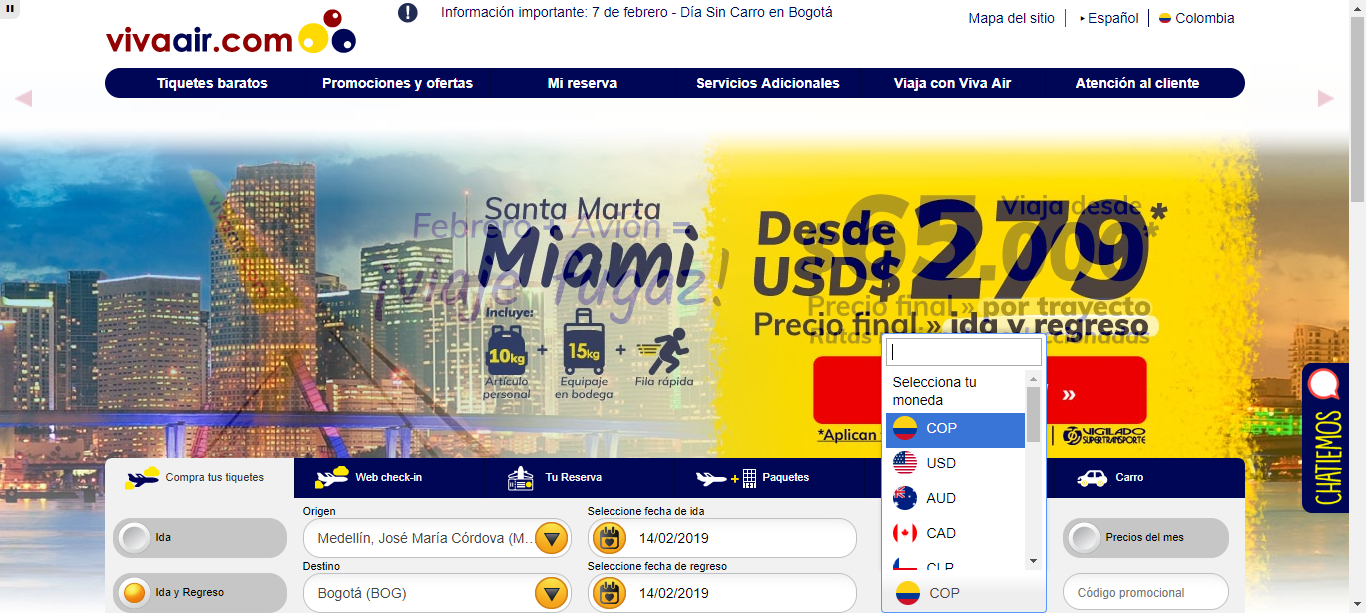 Información importante: 7 de febrero - Día Sin Carro en Bogotá
Mapa del sitio
Español
Colombia
vivaair.com
Tiquetes baratos
Promociones y ofertas
Mi reserva
Servicios Adicionales
Viaja con Viva Air
Atención al cliente
Santa Marta
Febrero + Avión =
Miami
¡viaje fugaz!
Incluye:
10kg + 15kg +
Artículo personal
Equipaje en bodega
Fila rápida
Viaja desde
Desde
USD$279*
$65.000*
Precio final » por trayecto
Precio final » ida y regreso
Rutas
»
*Aplican
VIGILADO
SUPERTRANSPORTE
Selecciona tu
moneda
COP
USD
AUD
CAD
CLP
COP
CHATIEMOS
Compra tus tiquetes
Web check-in
Tu Reserva
Paquetes
Carro
Ida
Ida y Regreso
Origen
Medellín, José María Córdova (M...
Destino
Bogotá (BOG)
Seleccione fecha de ida
14/02/2019
Seleccione fecha de regreso
14/02/2019
Precios del mes
Código promocional